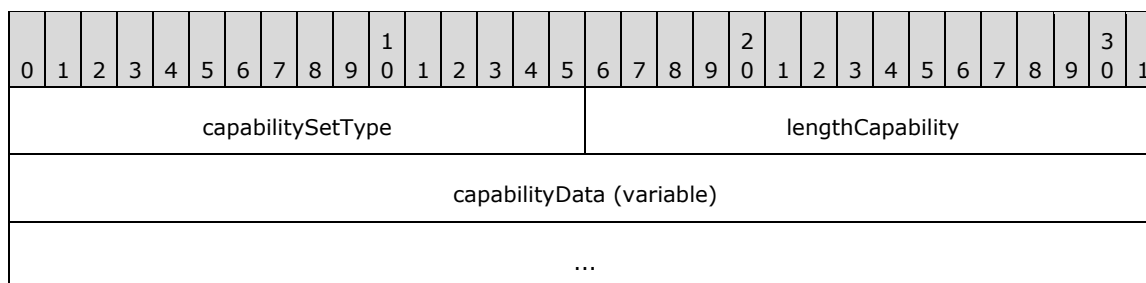 1 2 3
0 1 2 3 4 5 6 7 8 9 0 1 2 3 4 5 6 7 8 9 0 1 2 3 4 5 6 7 8 9 0 1
capabilitySetType lengthCapability
capabilityData (variable)
...